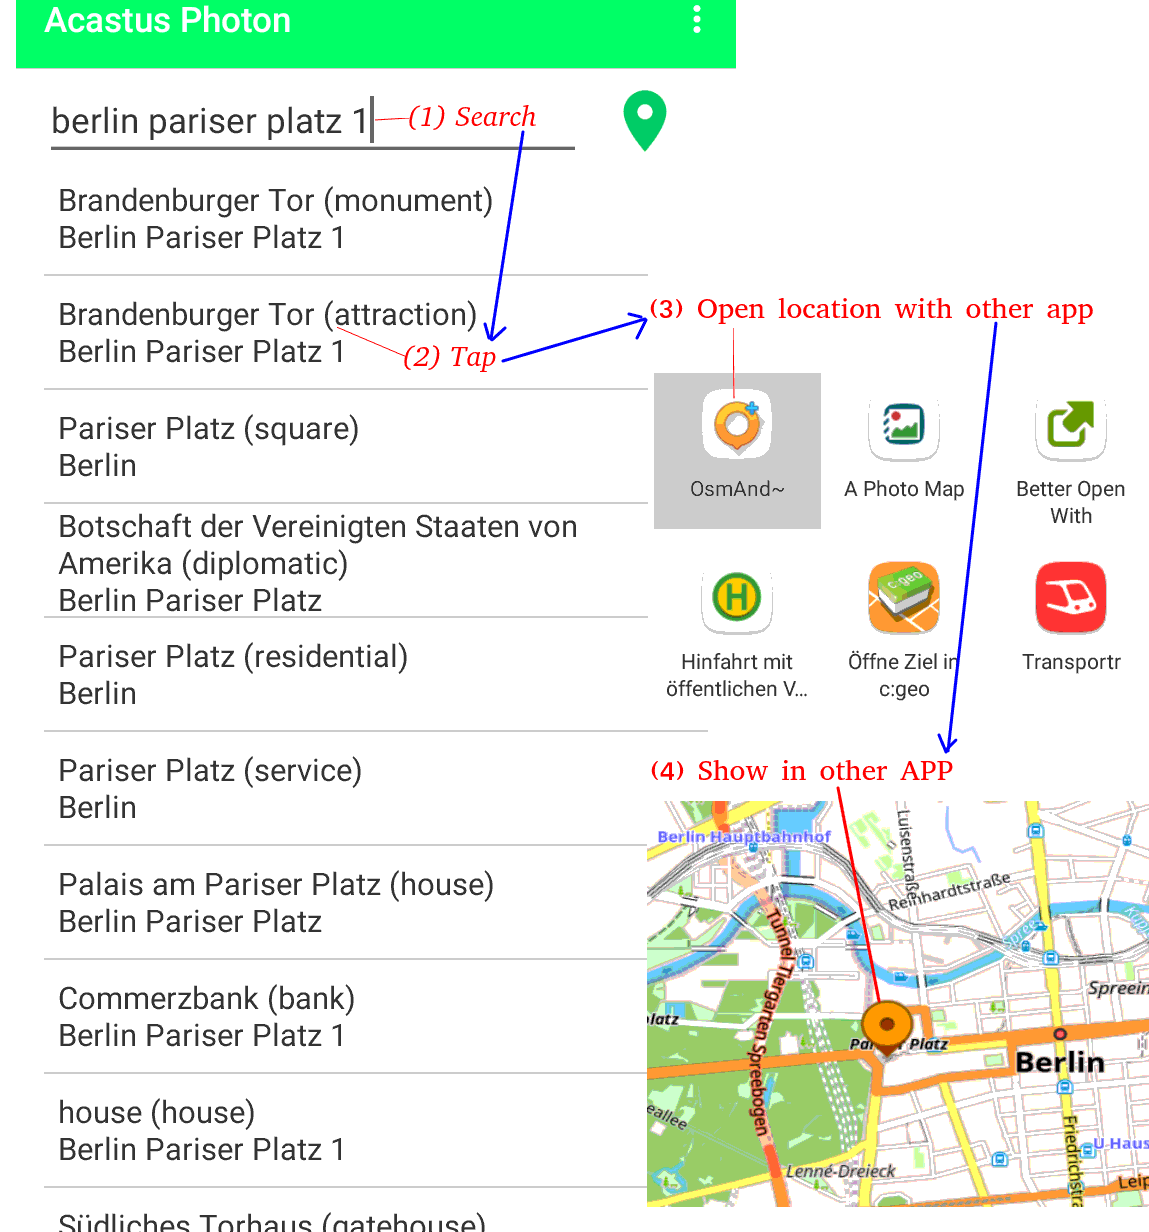 Acastus Photon
berlin pariser platz 1
(1) Search
Brandenburger Tor (monument)
Berlin Pariser Platz 1
Brandenburger Tor (attraction)
Berlin Pariser Platz 1
(2) Tap
Pariser Platz (square)
Berlin
Botschaft der Vereinigten Staaten von
Amerika (diplomatic)
Berlin Pariser Platz
Pariser Platz (residential)
Berlin
Pariser Platz (service)
Berlin
Palais am Pariser Platz (house)
Berlin Pariser Platz
Commerzbank (bank)
Berlin Pariser Platz 1
house (house)
Berlin Pariser Platz 1
Südliches Torhaus (gatehouse)
(3) Open location with other app
OsmAnd~
A Photo Map
Better Open
With
H
Hinfahrt mit
öffentlichen V...
c:geo
Öffne Ziel in
c:geo
Transportr
(4) Show in other APP
Berlin Hauptbahnhof
Luisenstraße
Reinhardtstraße
Spree
Tunnel Tiergarten Spreebogen
Spreein
latz
Platz
Berlin
eallee
Friedrichstra
U Haus
Lenné-Dreieck
Leip